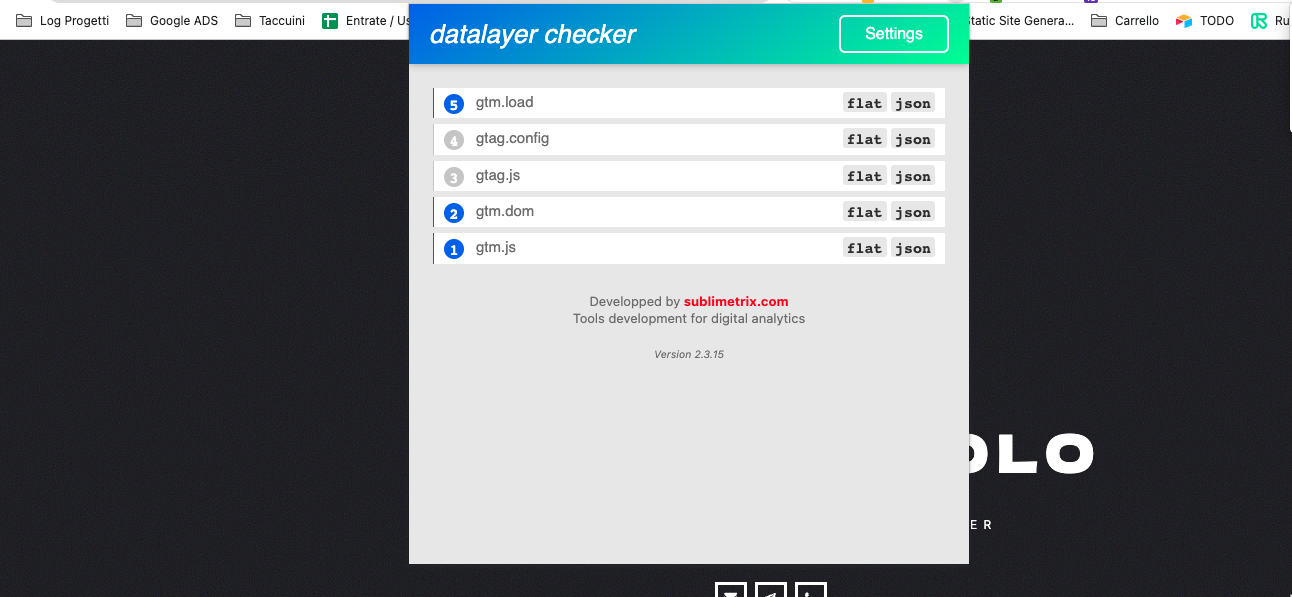 Log Progetti Google ADS Taccuini Entrate / Us
Static Site Genera... Carrello TODO Ru
datalayer checker Settings
5 gtm.load flat json
4 gtag.config flat json
3 gtag.js flat json
2 gtm.dom flat json
1 gtm.js flat json
Developped by sublimetrix.com
Tools development for digital analytics
Version 2.3.15
OLO
ER